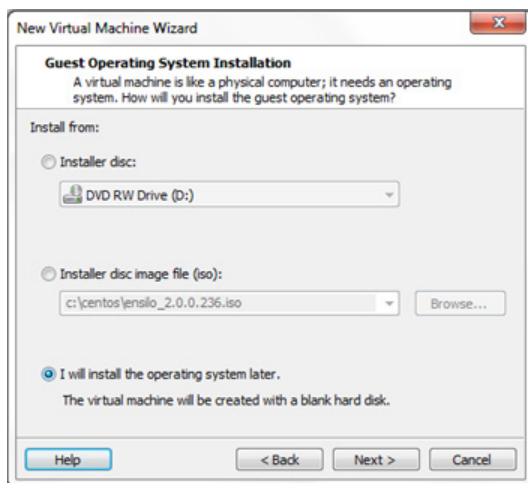 New Virtual Machine Wizard
Guest Operating System Installation
A virtual machine is like a physical computer; it needs an operating
system. How will you install the guest operating system?
Install from:
Installer disc:
DVD RW Drive (D:)
Installer disc image file (iso):
c:\centos\ensilo_2.0.0.236.iso
Browse...
I will install the operating system later.
The virtual machine will be created with a blank hard disk.
Help < Back Next > Cancel